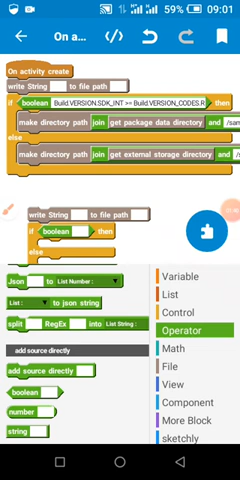 59% 09:01
On a...
On activity create
write String to file path
if boolean Build.VERSION.SDK_INT >= Build.VERSION_CODES.R then
make directory path join get package data directory and /san
else
make directory path join get external storage directory and
write String to file path
if boolean then
else
Json to List Number :
List : to json string
split RegEx into List String :
add source directly
add source directly
boolean
number
string
Variable
List
Control
Operator
Math
File
View
Component
More Block
sketchly